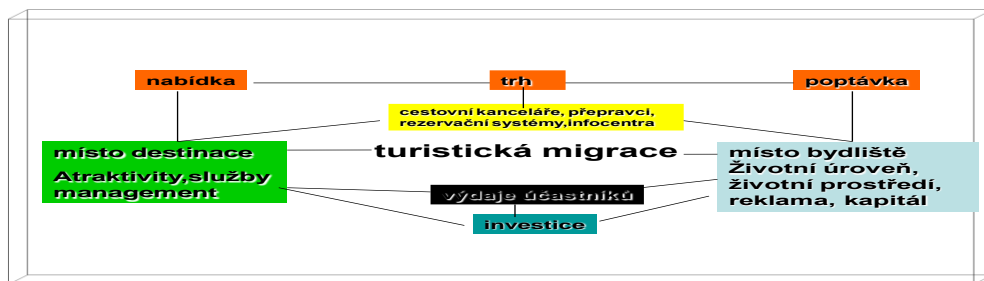 nabídka
trh
poptávka
cestovní kanceláře, přepravci,
rezervační systémy,infocentra
místo destinace
Atraktivity,služby
management
turistická migrace
místo bydliště
Životní úroveň,
životní prostředí,
reklama, kapitál
výdaje účastníků
investice